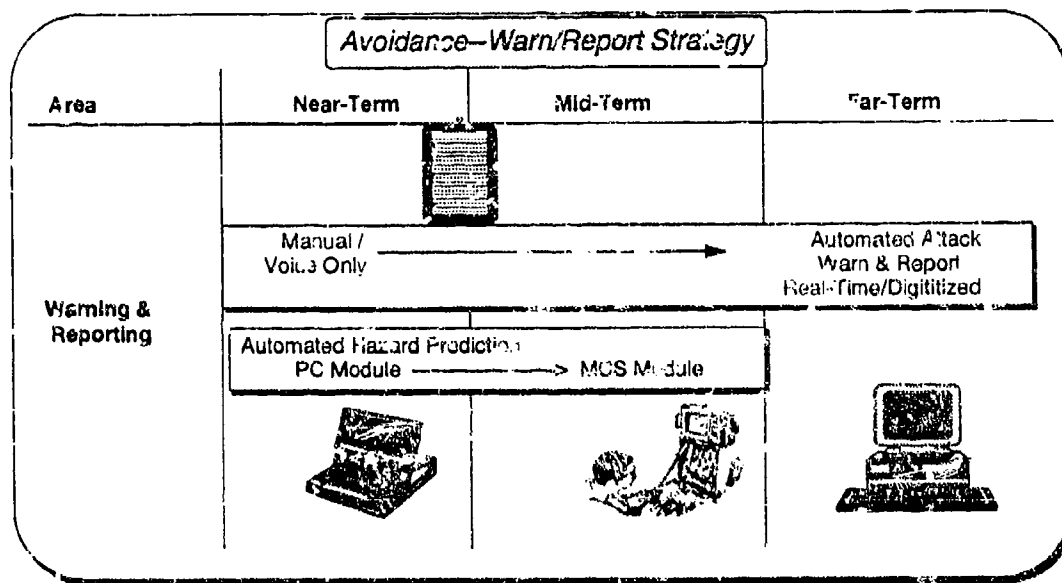 Avoidance–Warn/Report Strategy
Area
Near-Term
Mid-Term
Far-Term
Manual /
Voice Only
Automated Attack
Warn & Report
Real-Time/Digititized
Warning &
Reporting
Automated Hazard Prediction
PC Module
MCS Module